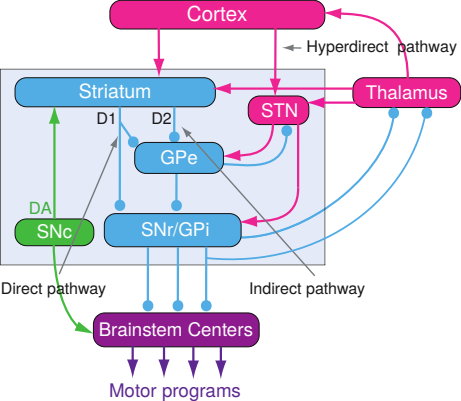 Cortex
Hyperdirect pathway
Striatum
Thalamus
STN
D1
D2
GPe
DA
SNc
SNr/GPi
Direct pathway
Indirect pathway
Brainstem Centers
Motor programs